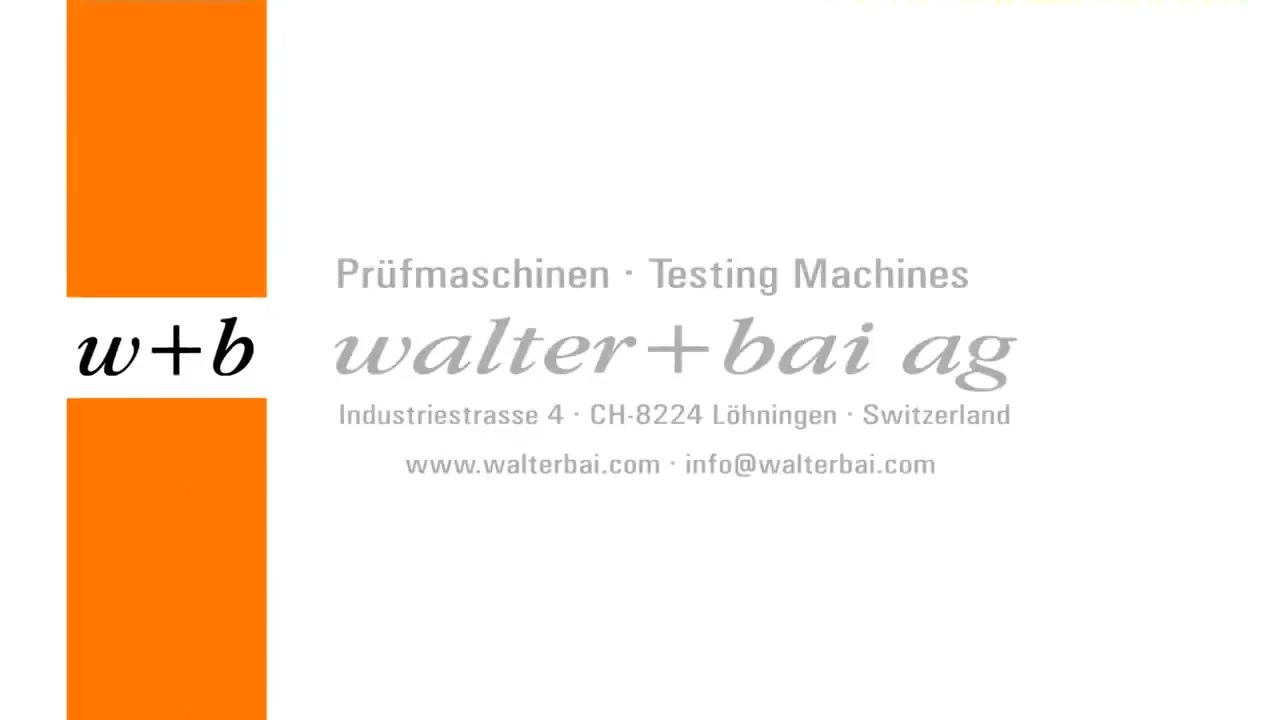 Prüfmaschinen · Testing Machines
w+b
walter+bai ag
Industriestrasse 4 · CH-8224 Löhningen · Switzerland
www.walterbai.com · info@walterbai.com